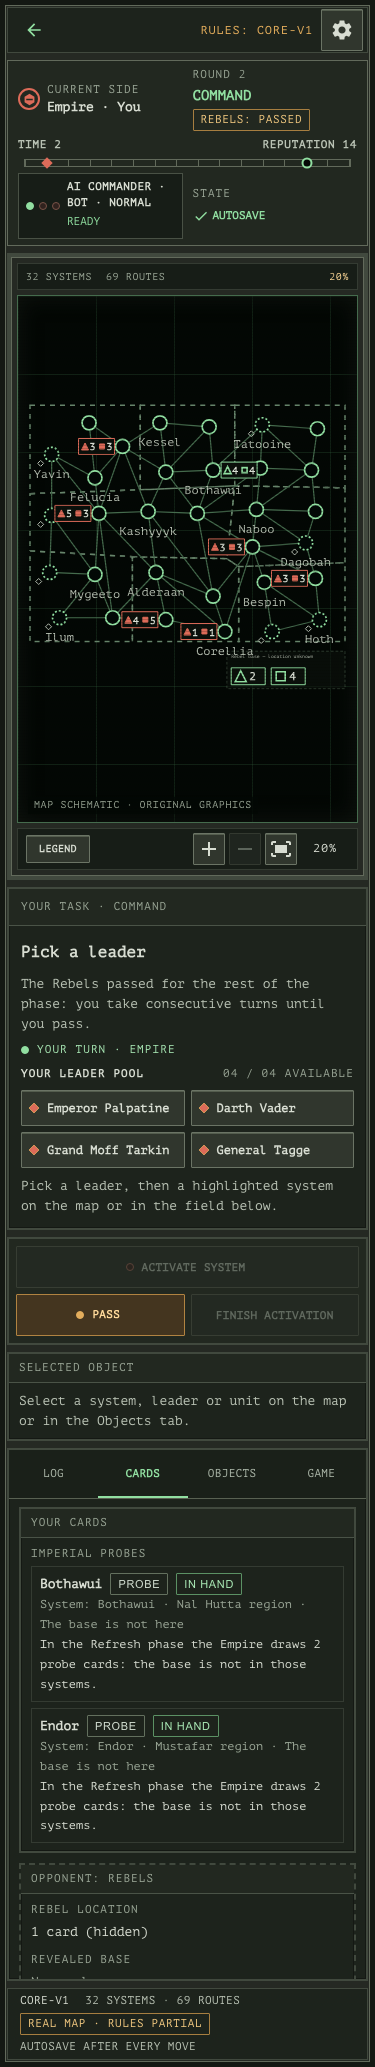 RULES: CORE-V1
CURRENT SIDE
Empire · You
ROUND 2
COMMAND
REBELS: PASSED
TIME 2
REPUTATION 14
AI COMMANDER ·
BOT · NORMAL
READY
STATE
AUTOSAVE
32 SYSTEMS 69 ROUTES
20%
3 3
Kessel
Tatooine
Yavin
4 4
Felucia
Bothawui
5 3
Kashyyyk
Naboo
3 3
Dagobah
Mygeeto
Alderaan
3 3
Bespin
4 5
Ilum
1 1
Hoth
Corellia
2 4
MAP SCHEMATIC · ORIGINAL GRAPHICS
LEGEND
20%
YOUR TASK · COMMAND
Pick a leader
The Rebels passed for the rest of the
phase: you take consecutive turns until
you pass.
YOUR TURN · EMPIRE
YOUR LEADER POOL
04 / 04 AVAILABLE
Emperor Palpatine
Darth Vader
Grand Moff Tarkin
General Tagge
Pick a leader, then a highlighted system
on the map or in the field below.
ACTIVATE SYSTEM
PASS
FINISH ACTIVATION
SELECTED OBJECT
Select a system, leader or unit on the map
or in the Objects tab.
LOG
CARDS
OBJECTS
GAME
YOUR CARDS
IMPERIAL PROBES
Bothawui PROBE IN HAND
System: Bothawui · Nal Hutta region ·
The base is not here
In the Refresh phase the Empire draws 2
probe cards: the base is not in those
systems.
Endor PROBE IN HAND
System: Endor · Mustafar region · The
base is not here
In the Refresh phase the Empire draws 2
probe cards: the base is not in those
systems.
OPPONENT: REBELS
REBEL LOCATION
1 card (hidden)
REVEALED BASE
CORE-V1 32 SYSTEMS · 69 ROUTES
REAL MAP · RULES PARTIAL
AUTOSAVE AFTER EVERY MOVE